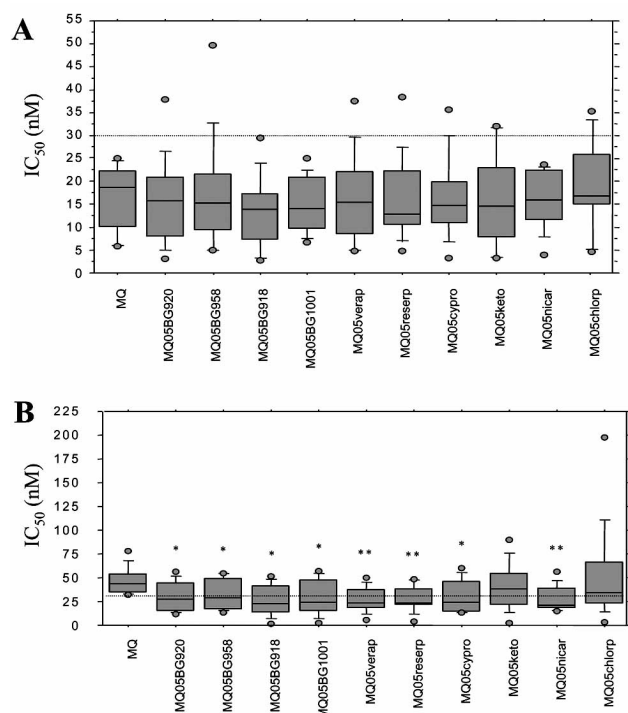 A
IC50 (nM)
55
50
45
40
35
30
25
20
15
10
5
0
MQ
MQ05BG920
MQ05BG958
MQ05BG918
MQ05BG1001
MQ05verap
MQ05reserp
MQ05cypro
MQ05keto
MQ05nicar
MQ05chlorp
B
IC50 (nM)
225
200
175
150
125
100
75
50
25
0
* * * * ** ** * **
MQ
MQ05BG920
MQ05BG958
MQ05BG918
MQ05BG1001
MQ05verap
MQ05reserp
MQ05cypro
MQ05keto
MQ05nicar
MQ05chlorp